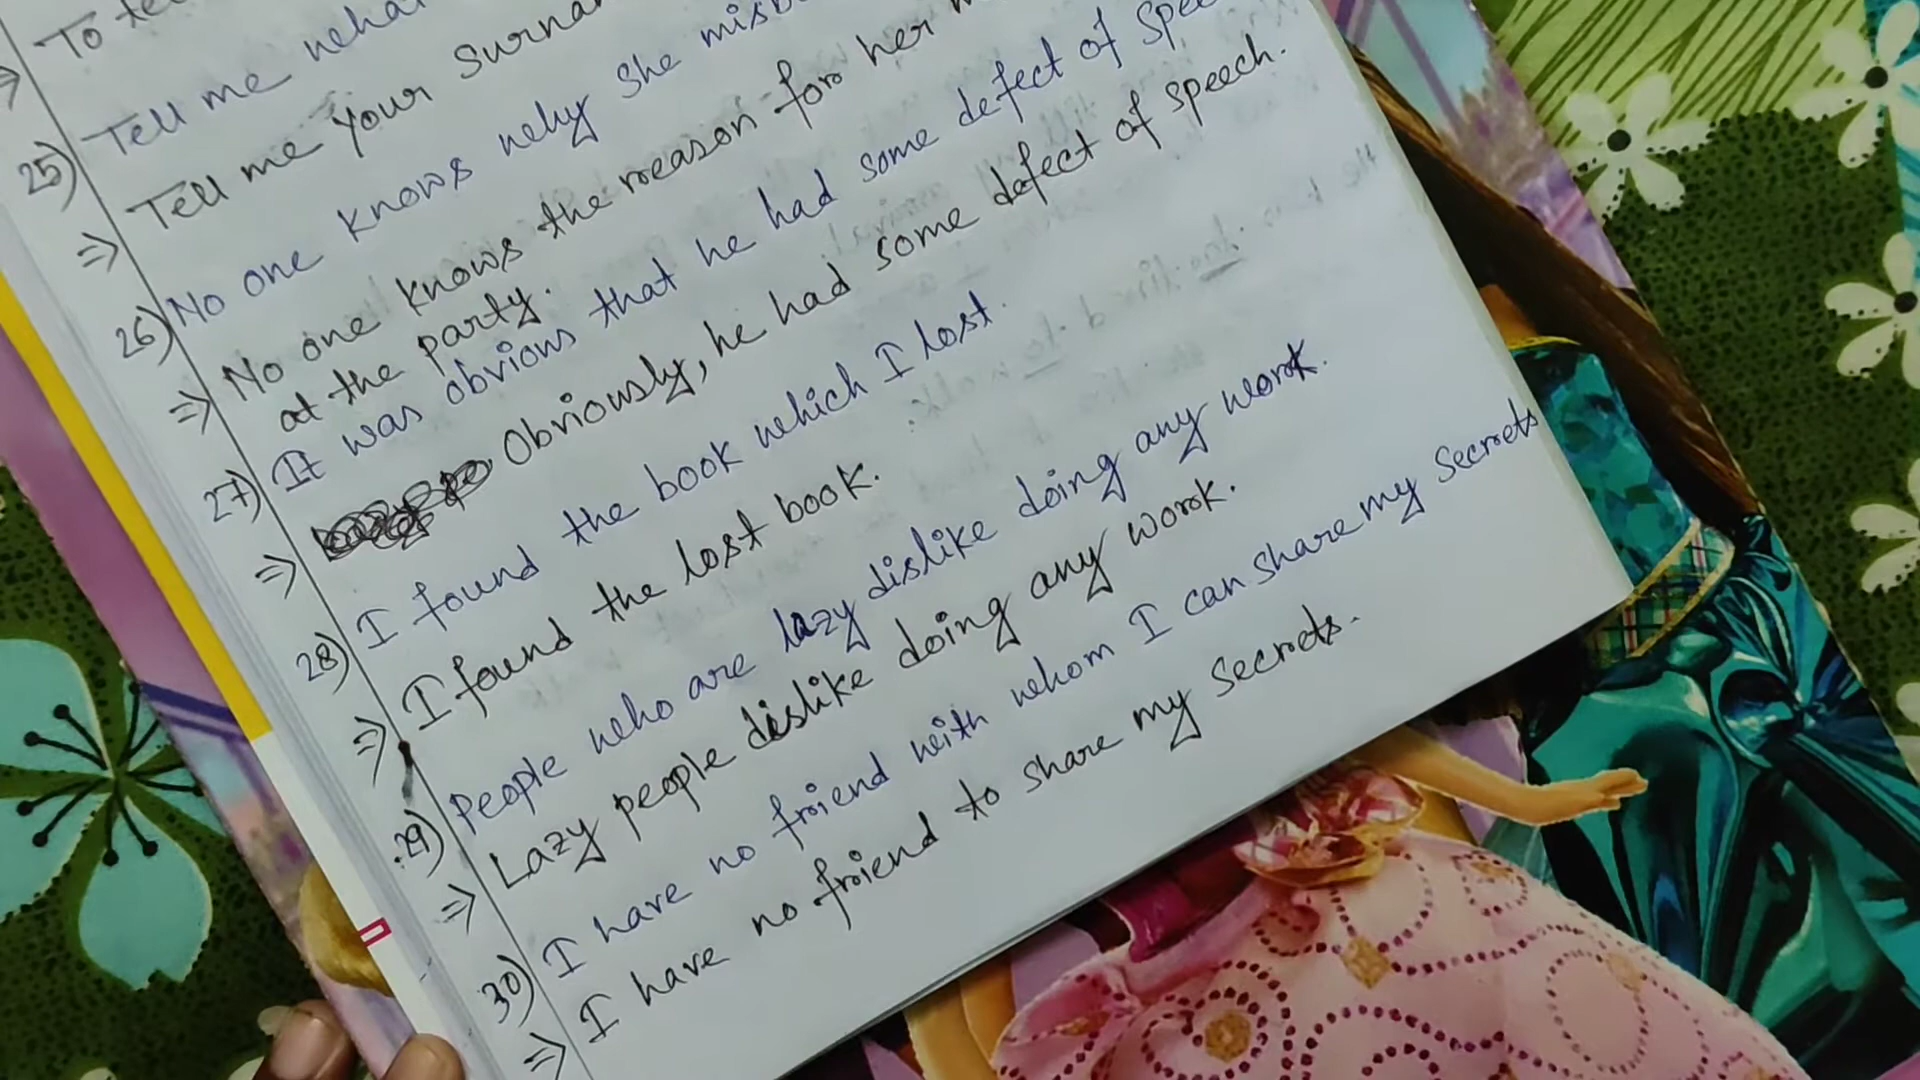 To
=>
25) Tell me
=> Tell me your
26) No one knows why she
=> No one knows the reason for her
at the party.
27) It was obvious that he had some defect of
=> Obviously, he had some defect of speech.
28) I found the book which I lost.
=> I found the lost book.
29) People who are lazy dislike doing any work.
=> Lazy people dislike doing any work.
30) I have no friend with whom I can share my secrets
=> I have no friend to share my secrets.